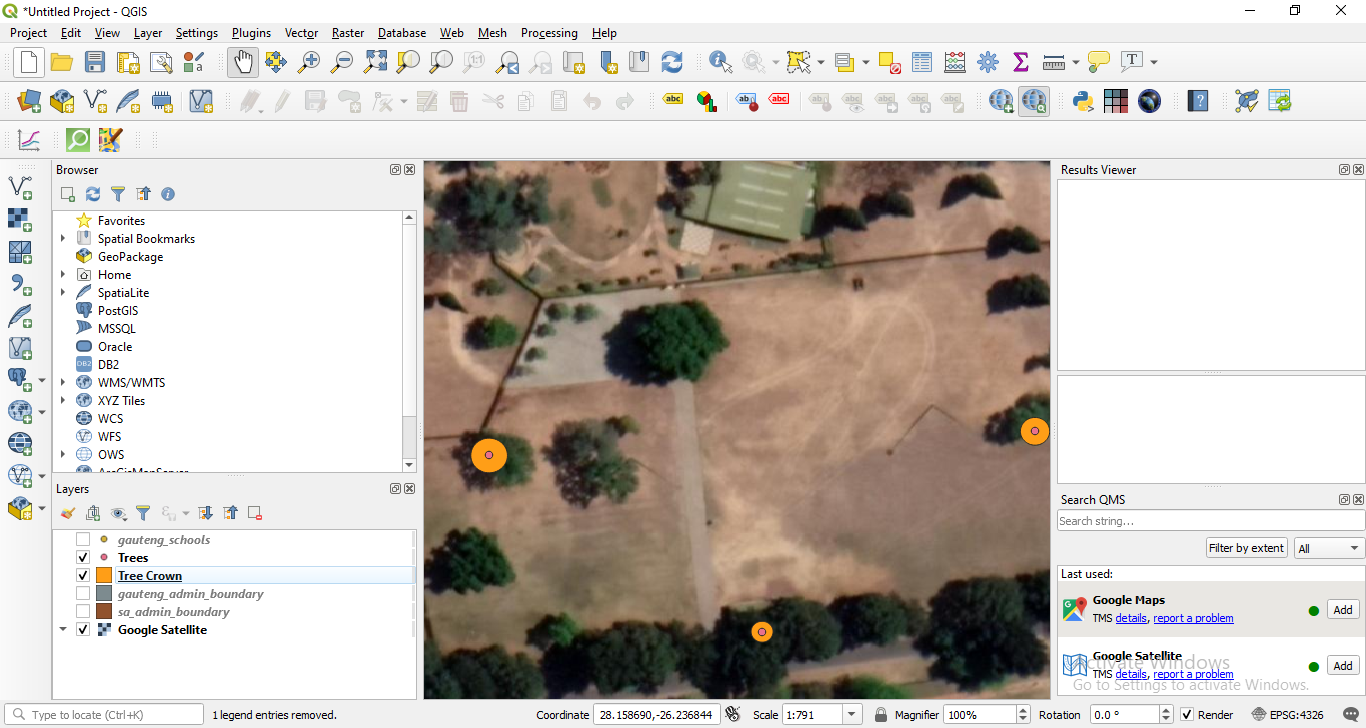 *Untitled Project - QGIS
Project Edit View Layer Settings Plugins Vector Raster Database Web Mesh Processing Help
Browser
Favorites
Spatial Bookmarks
GeoPackage
Home
SpatiaLite
PostGIS
MSSQL
Oracle
DB2
DB2
WMS/WMTS
XYZ Tiles
WCS
WFS
OWS
ArcGisMapServer
Layers
gauteng_schools
Trees
Tree Crown
gauteng_admin_boundary
sa_admin_boundary
Google Satellite
Results Viewer
Search QMS
Search string...
Filter by extent All
Last used:
Google Maps
TMS details, report a problem
Add
Google Satellite
TMS details, report a problem
Add
Activate Windows
Go to Settings to activate Windows.
Type to locate (Ctrl+K) 1 legend entries removed. Coordinate 28.158690,-26.236844 Scale 1:791 Magnifier 100% Rotation 0.0 ° Render EPSG:4326